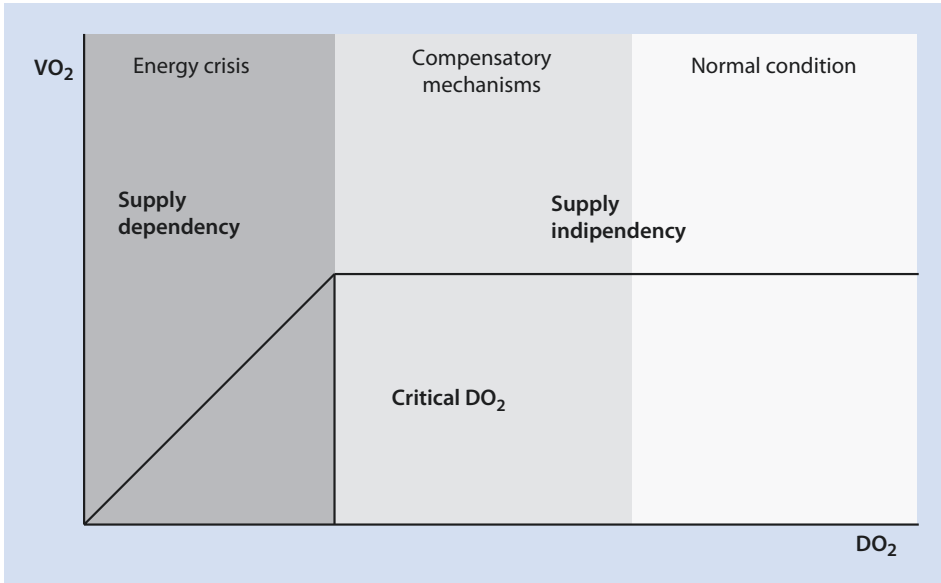 VO₂
Energy crisis
Compensatory
mechanisms
Normal condition
Supply
dependency
Supply
indipendency
Critical DO₂
DO₂